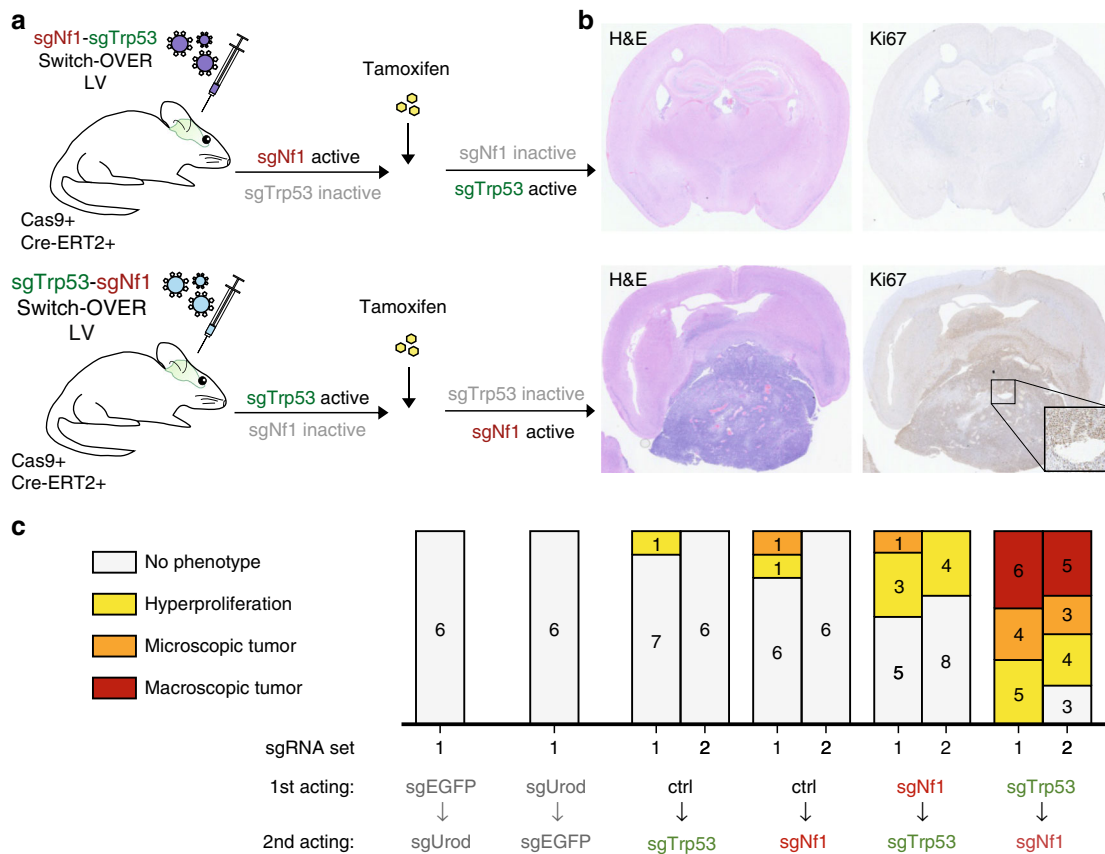 a
sgNf1-sgTrp53
Switch-OVER
LV
Cas9+
Cre-ERT2+
sgNf1 active
sgTrp53 inactive
Tamoxifen
sgNf1 inactive
sgTrp53 active
sgTrp53-sgNf1
Switch-OVER
LV
Cas9+
Cre-ERT2+
sgTrp53 active
sgNf1 inactive
Tamoxifen
sgTrp53 inactive
sgNf1 active
b
H&E
Ki67
H&E
Ki67
c
No phenotype
Hyperproliferation
Microscopic tumor
Macroscopic tumor
6
6
1
7
6
1
1
6
6
1
3
5
4
8
6
4
5
5
3
4
3
sgRNA set 1 1 1 2 1 2 1 2 1 2
1st acting: sgEGFP sgUrod ctrl ctrl sgNf1 sgTrp53
2nd acting: sgUrod sgEGFP sgTrp53 sgNf1 sgTrp53 sgNf1